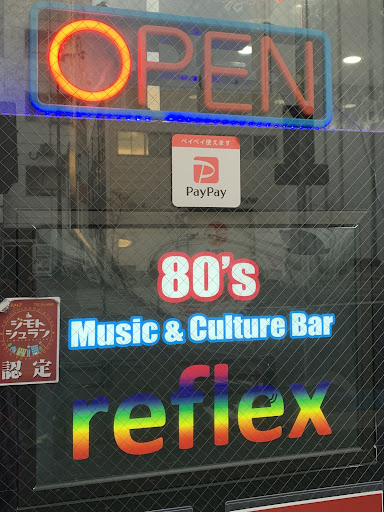 OPEN
ペイペイ使えます
PayPay
80's
Music & Culture Bar
ジモト
シュラン
認定
reflex